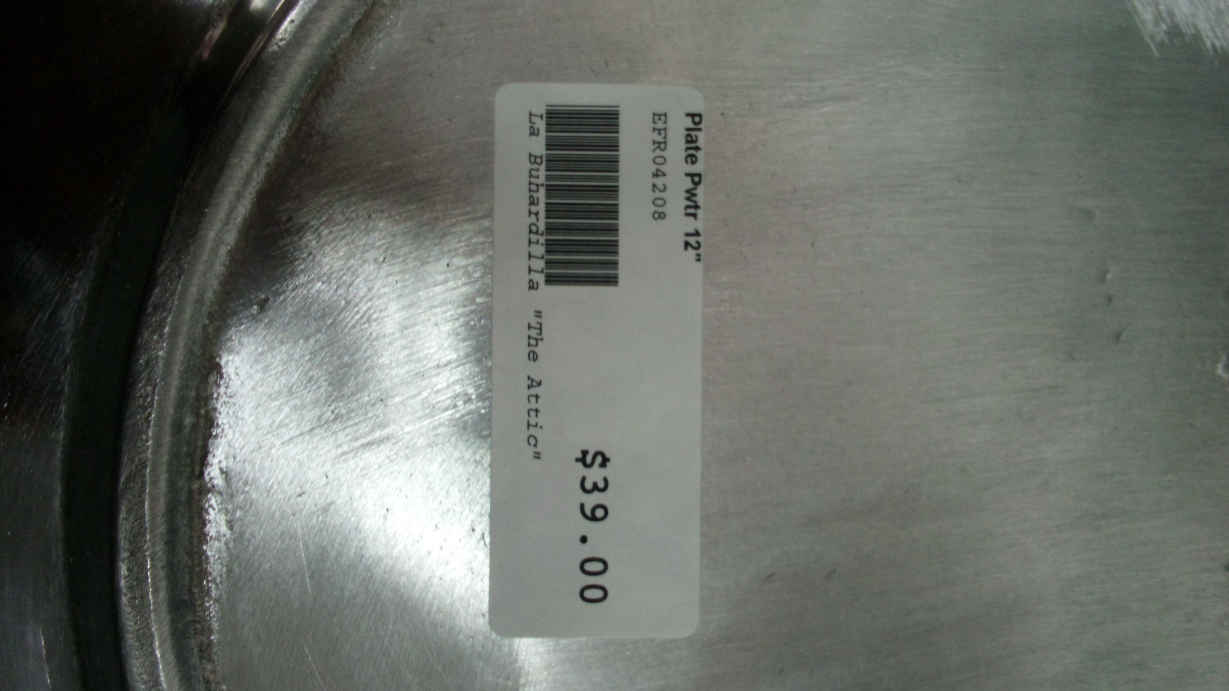 Plate Pwtr 12"
EFR04208
$39.00
La Buhardilla "The Attic"